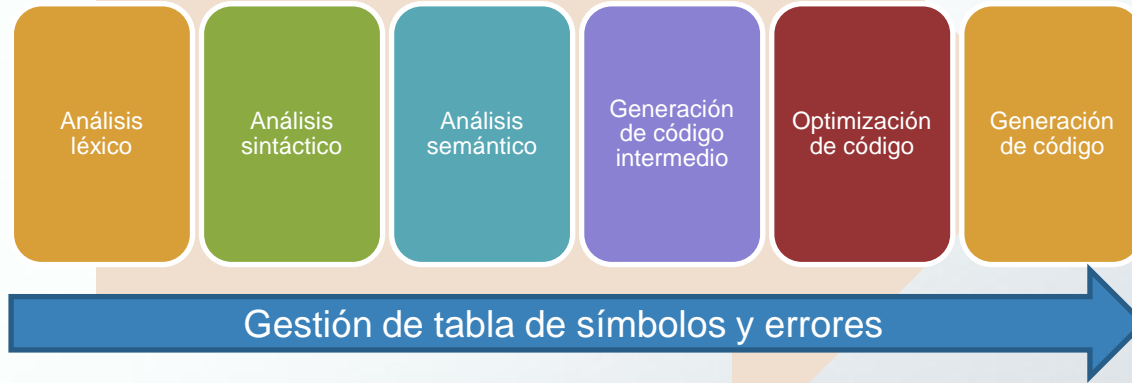 Análisis
léxico
Análisis
sintáctico
Análisis
semántico
Generación
de código
intermedio
Optimización
de código
Generación
de código
Gestión de tabla de símbolos y errores